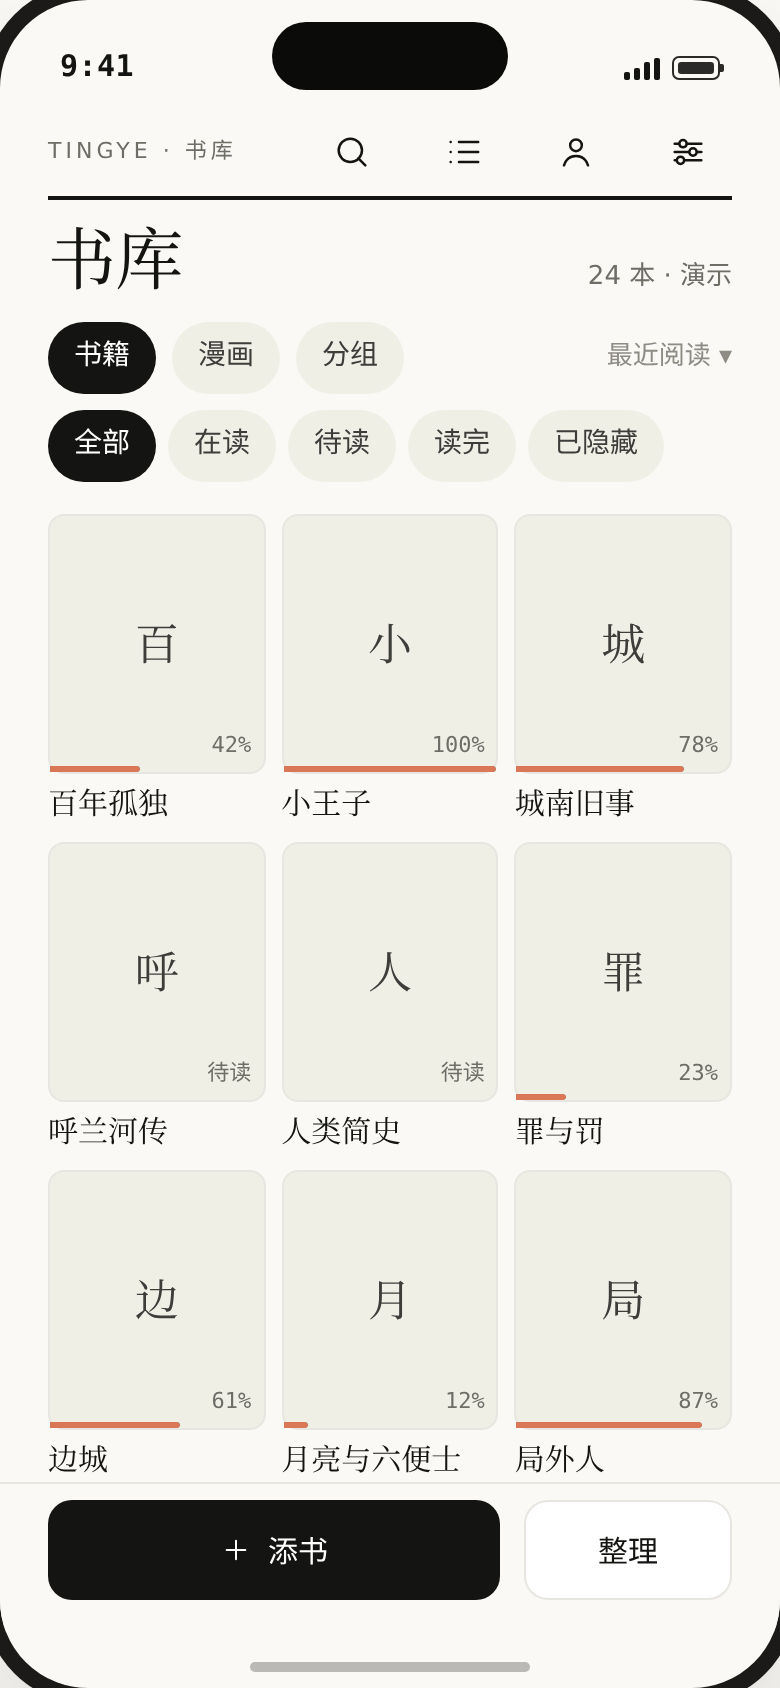 9:41
TINGYE · 书库
书库
24 本 · 演示
书籍 漫画 分组 最近阅读 ▾
全部 在读 待读 读完 已隐藏
百 小 城
42% 100% 78%
百年孤独 小王子 城南旧事
呼 人 罪
待读 待读 23%
呼兰河传 人类简史 罪与罚
边 月 局
61% 12% 87%
边城 月亮与六便士 局外人
+ 添书 整理